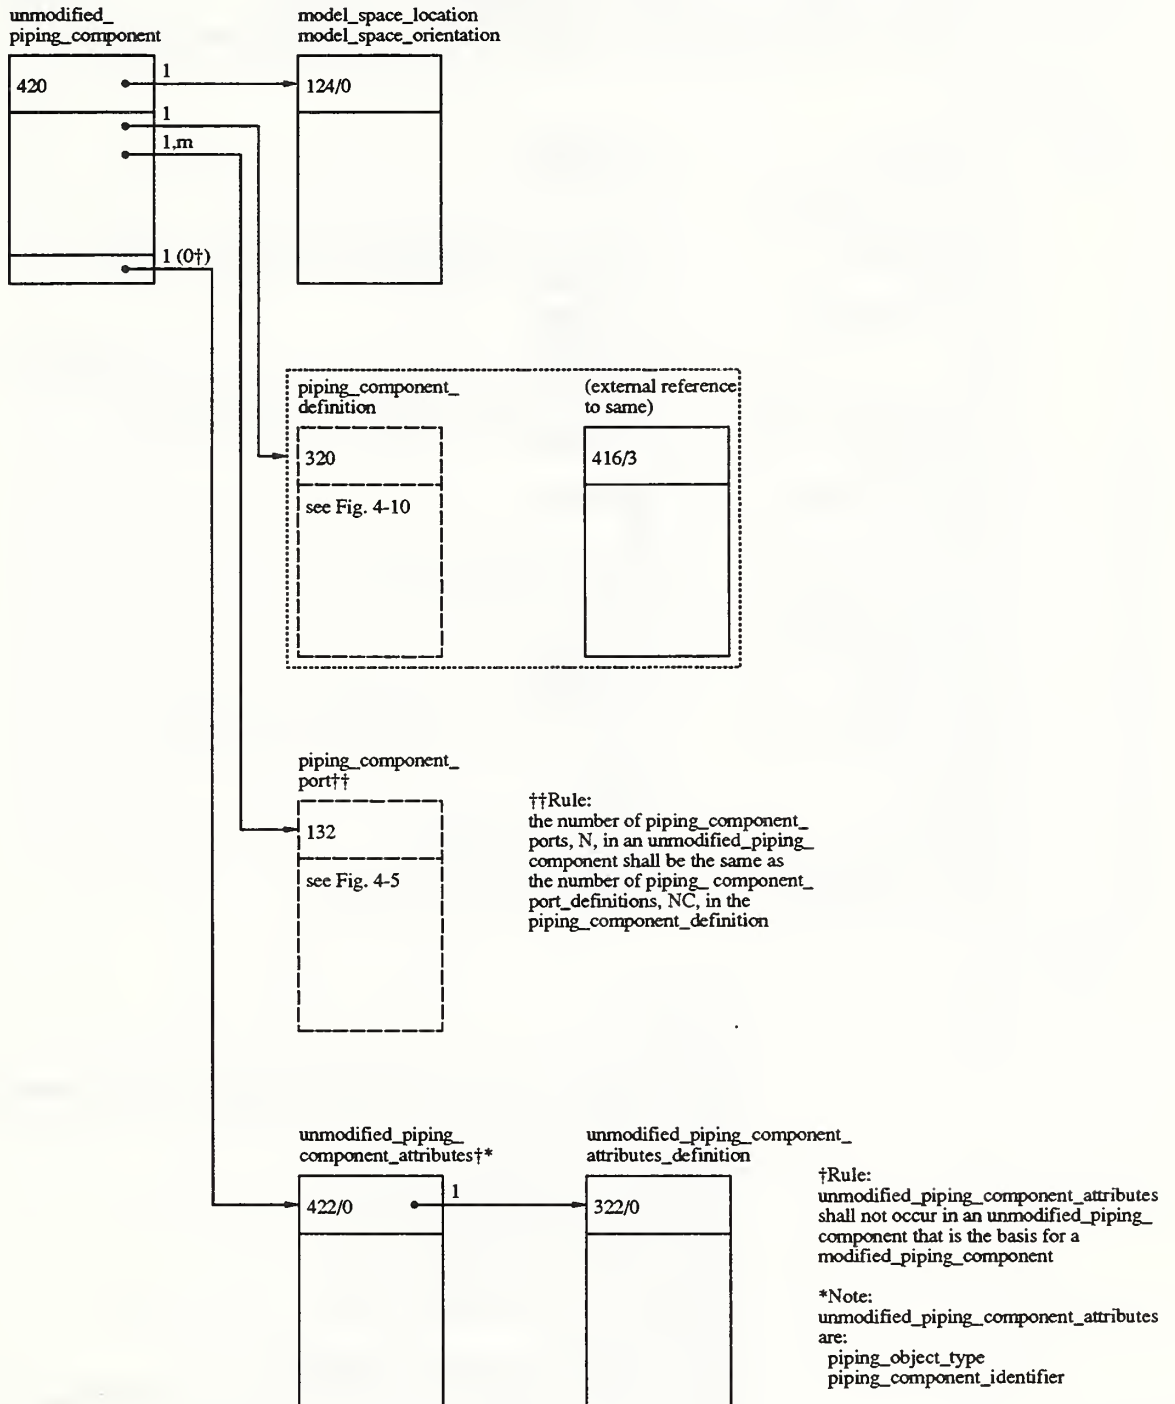 unmodified_
piping_component
model_space_location
model_space_orientation
420
1
124/0
1
1,m
1 (0†)
piping_component_
definition
(external reference
to same)
320
416/3
see Fig. 4-10
piping_component_
port††
132
see Fig. 4-5
††Rule:
the number of piping_component_
ports, N, in an unmodified_piping_
component shall be the same as
the number of piping_ component_
port_definitions, NC, in the
piping_component_definition
unmodified_piping_
component_attributes†*
unmodified_piping_component_
attributes_definition
422/0
1
322/0
†Rule:
unmodified_piping_component_attributes
shall not occur in an unmodified_piping_
component that is the basis for a
modified_piping_component
*Note:
unmodified_piping_component_attributes
are:
piping_object_type
piping_component_identifier